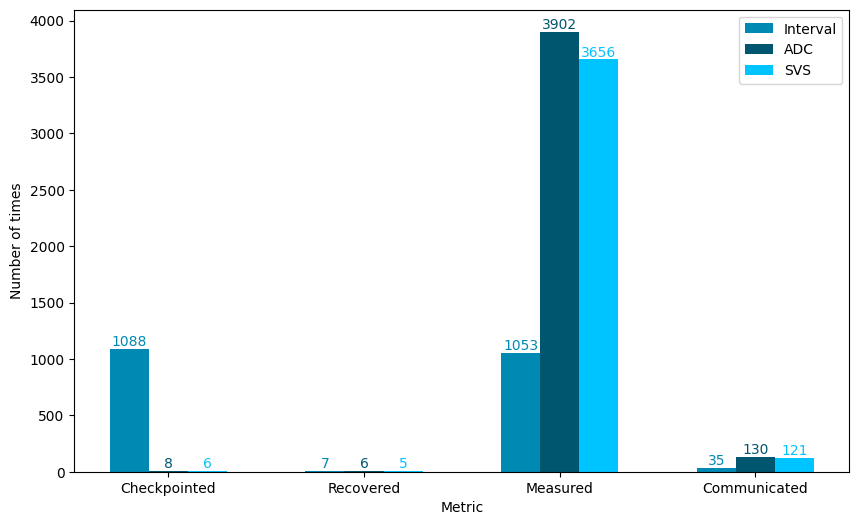 Interval
ADC
SVS
Number of times
4000
3500
3000
2500
2000
1500
1000
500
0
1088
8
6
7
6
5
1053
3902
3656
35
130
121
Checkpointed
Recovered
Measured
Communicated
Metric